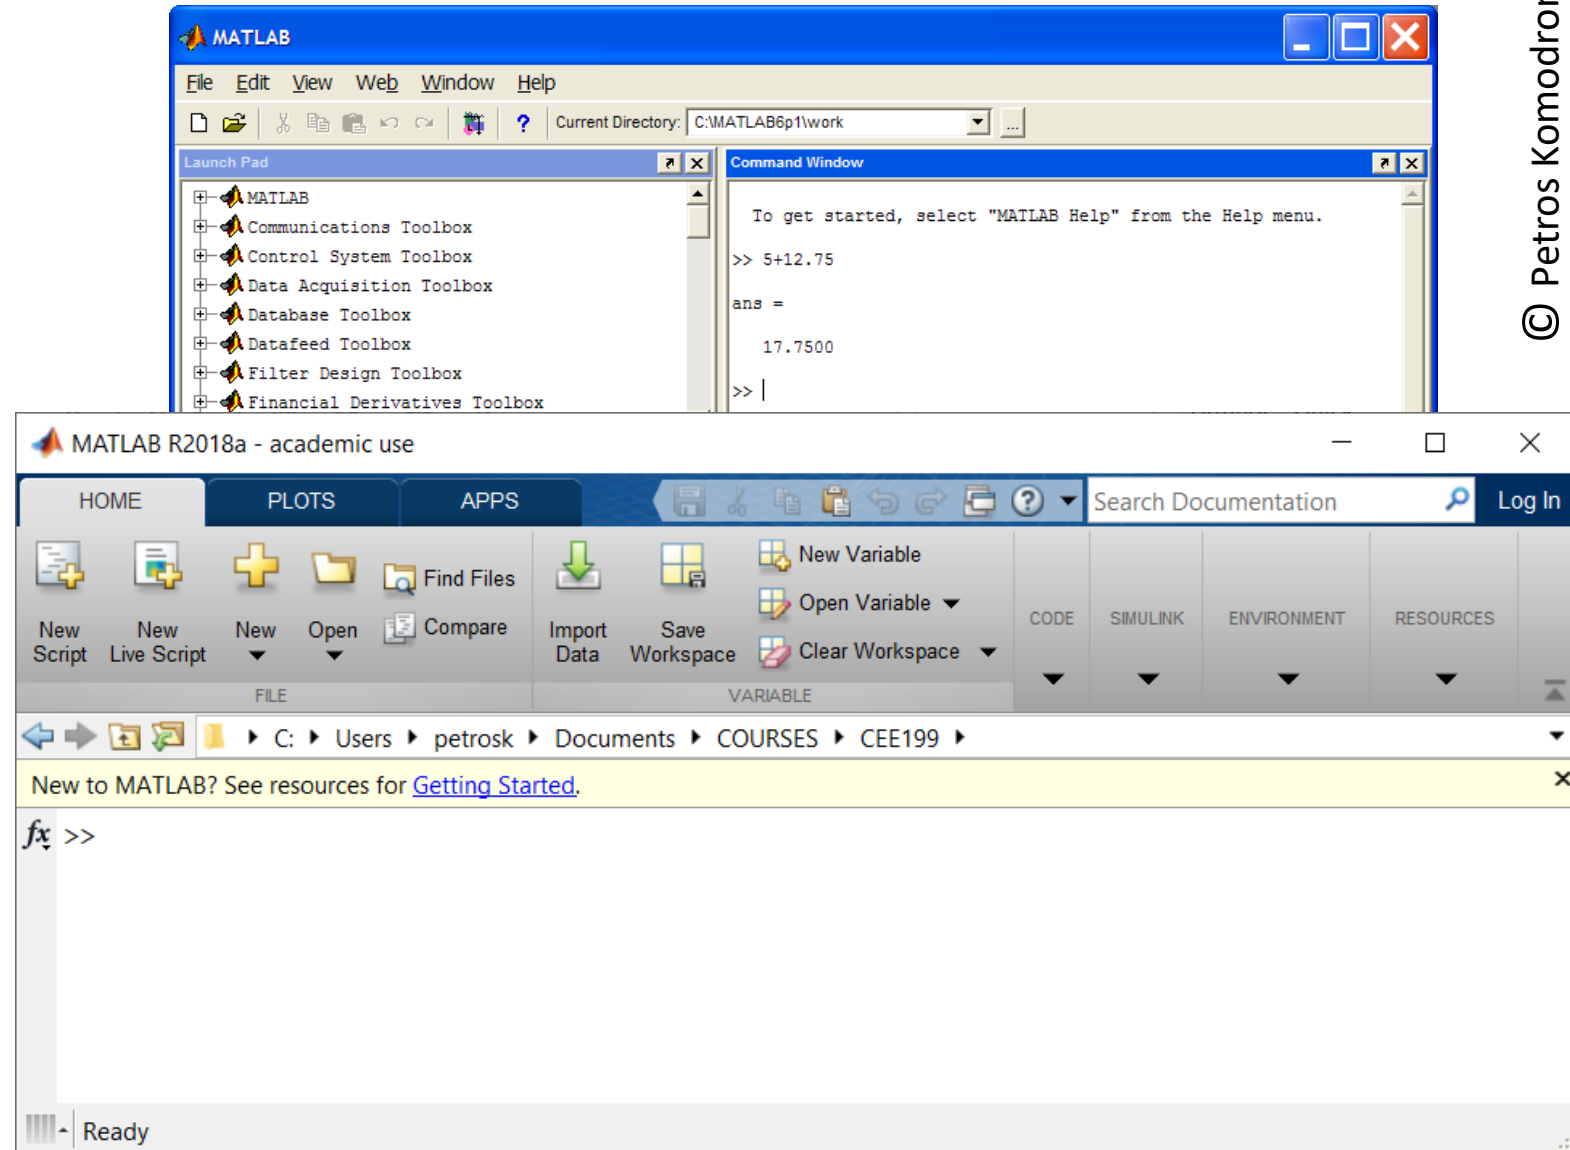 MATLAB
File Edit View Web Window Help
? Current Directory: C:\MATLAB6p1\work ...
Launch Pad
MATLAB
Communications Toolbox
Control System Toolbox
Data Acquisition Toolbox
Database Toolbox
Datafeed Toolbox
Filter Design Toolbox
Financial Derivatives Toolbox
Command Window
To get started, select "MATLAB Help" from the Help menu.
>> 5+12.75
ans =
17.7500
>>
© Petros
MATLAB R2018a - academic use
HOME PLOTS APPS ? Search Documentation Log In
New Script
New Live Script
New
Open
Find Files
Compare
FILE
Import Data
Save Workspace
New Variable
Open Variable
Clear Workspace
VARIABLE
CODE
SIMULINK
ENVIRONMENT
RESOURCES
C: Users petrosk Documents COURSES CEE199
New to MATLAB? See resources for Getting Started.
fx >>
Ready